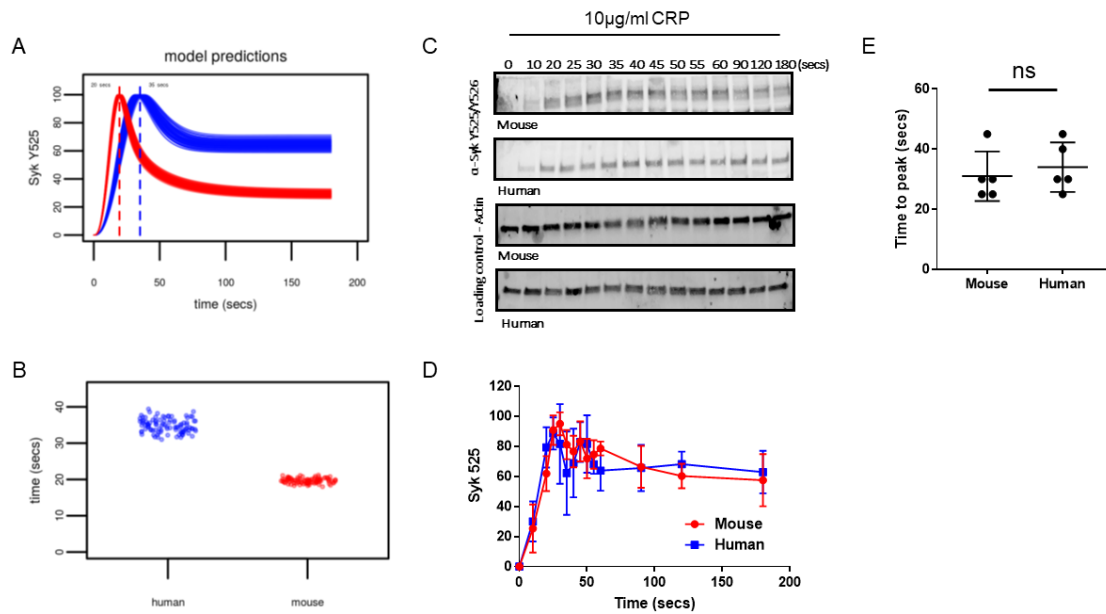 A
model predictions
20 secs
35 secs
Syk Y525
0
20
40
60
80
100
0
50
100
150
200
time (secs)
B
time (secs)
0
10
20
30
40
human
mouse
10µg/ml CRP
C
0 10 20 25 30 35 40 45 50 55 60 90 120 180 (secs)
α-Syk Y525/Y526
Mouse
Human
Loading control - Actin
Mouse
Human
D
Syk 525
120
100
80
60
40
20
0
0
50
100
150
200
Mouse
Human
Time (secs)
E
ns
Time to peak (secs)
60
40
20
0
Mouse
Human